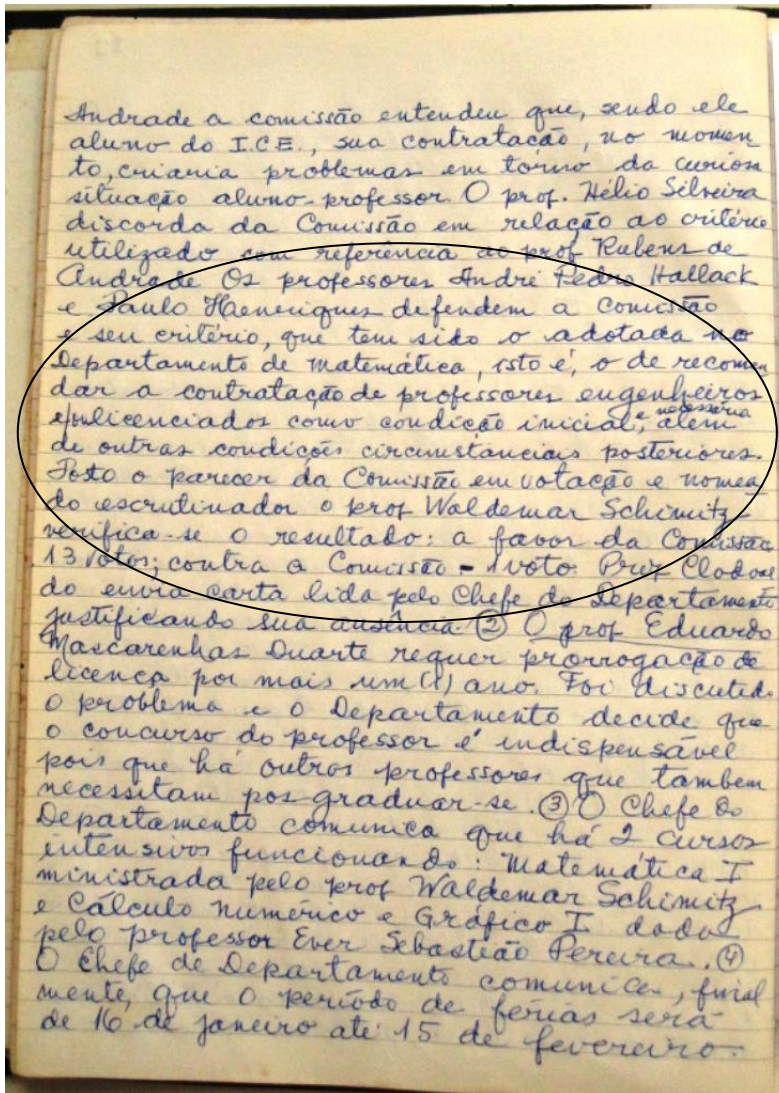 Andrade a comissão entendeu que, sendo ele
aluno do I.C.E., sua contratação, no momen
to, criaria problemas em torno da curiosa
situação aluno-professor O prof. Hélio Silveira
discorda da Comissão em relação ao critério
utilizado com referência ao prof Rubens de
Andrade Os professores André Pedro Hallack
e Paulo Haeneriques defendem a Comissão
e seu critério, que tem sido o adotada no
Departamento de matemática, isto é, o de recomen
dar a contratação de professores engenheiros
e/ou licenciados como condição inicial, e necessária além
de outras condições circunstanciais posteriores.
Posto o parecer da Comissão em votação e nomea
do escrutinador o prof Waldemar Schimitz
verifica-se o resultado: a favor da Comissão
13 votos; contra a Comissão - 1 voto. Prof Clodoal
do envia carta lida pelo Chefe do Departamento
justificando sua ausência. ② O prof Eduardo
Mascarenhas Duarte requer prorrogação de
licença por mais um (1) ano. Foi discutido
o problema e o Departamento decide que
o concurso do professor é indispensável
pois que há outros professores que tambem
necessitam pos-graduar-se. ③ O Chefe do
Departamento comunica que há 2 cursos
intensivos funcionando: Matemática I
ministrada pelo prof Waldemar Schimitz
e Cálculo Numérico e Gráfico I dado
pelo professor Ever Sebastião Pereira. ④
O Chefe de Departamento comunica, final
mente, que o período de férias será
de 16 de janeiro até 15 de fevereiro.